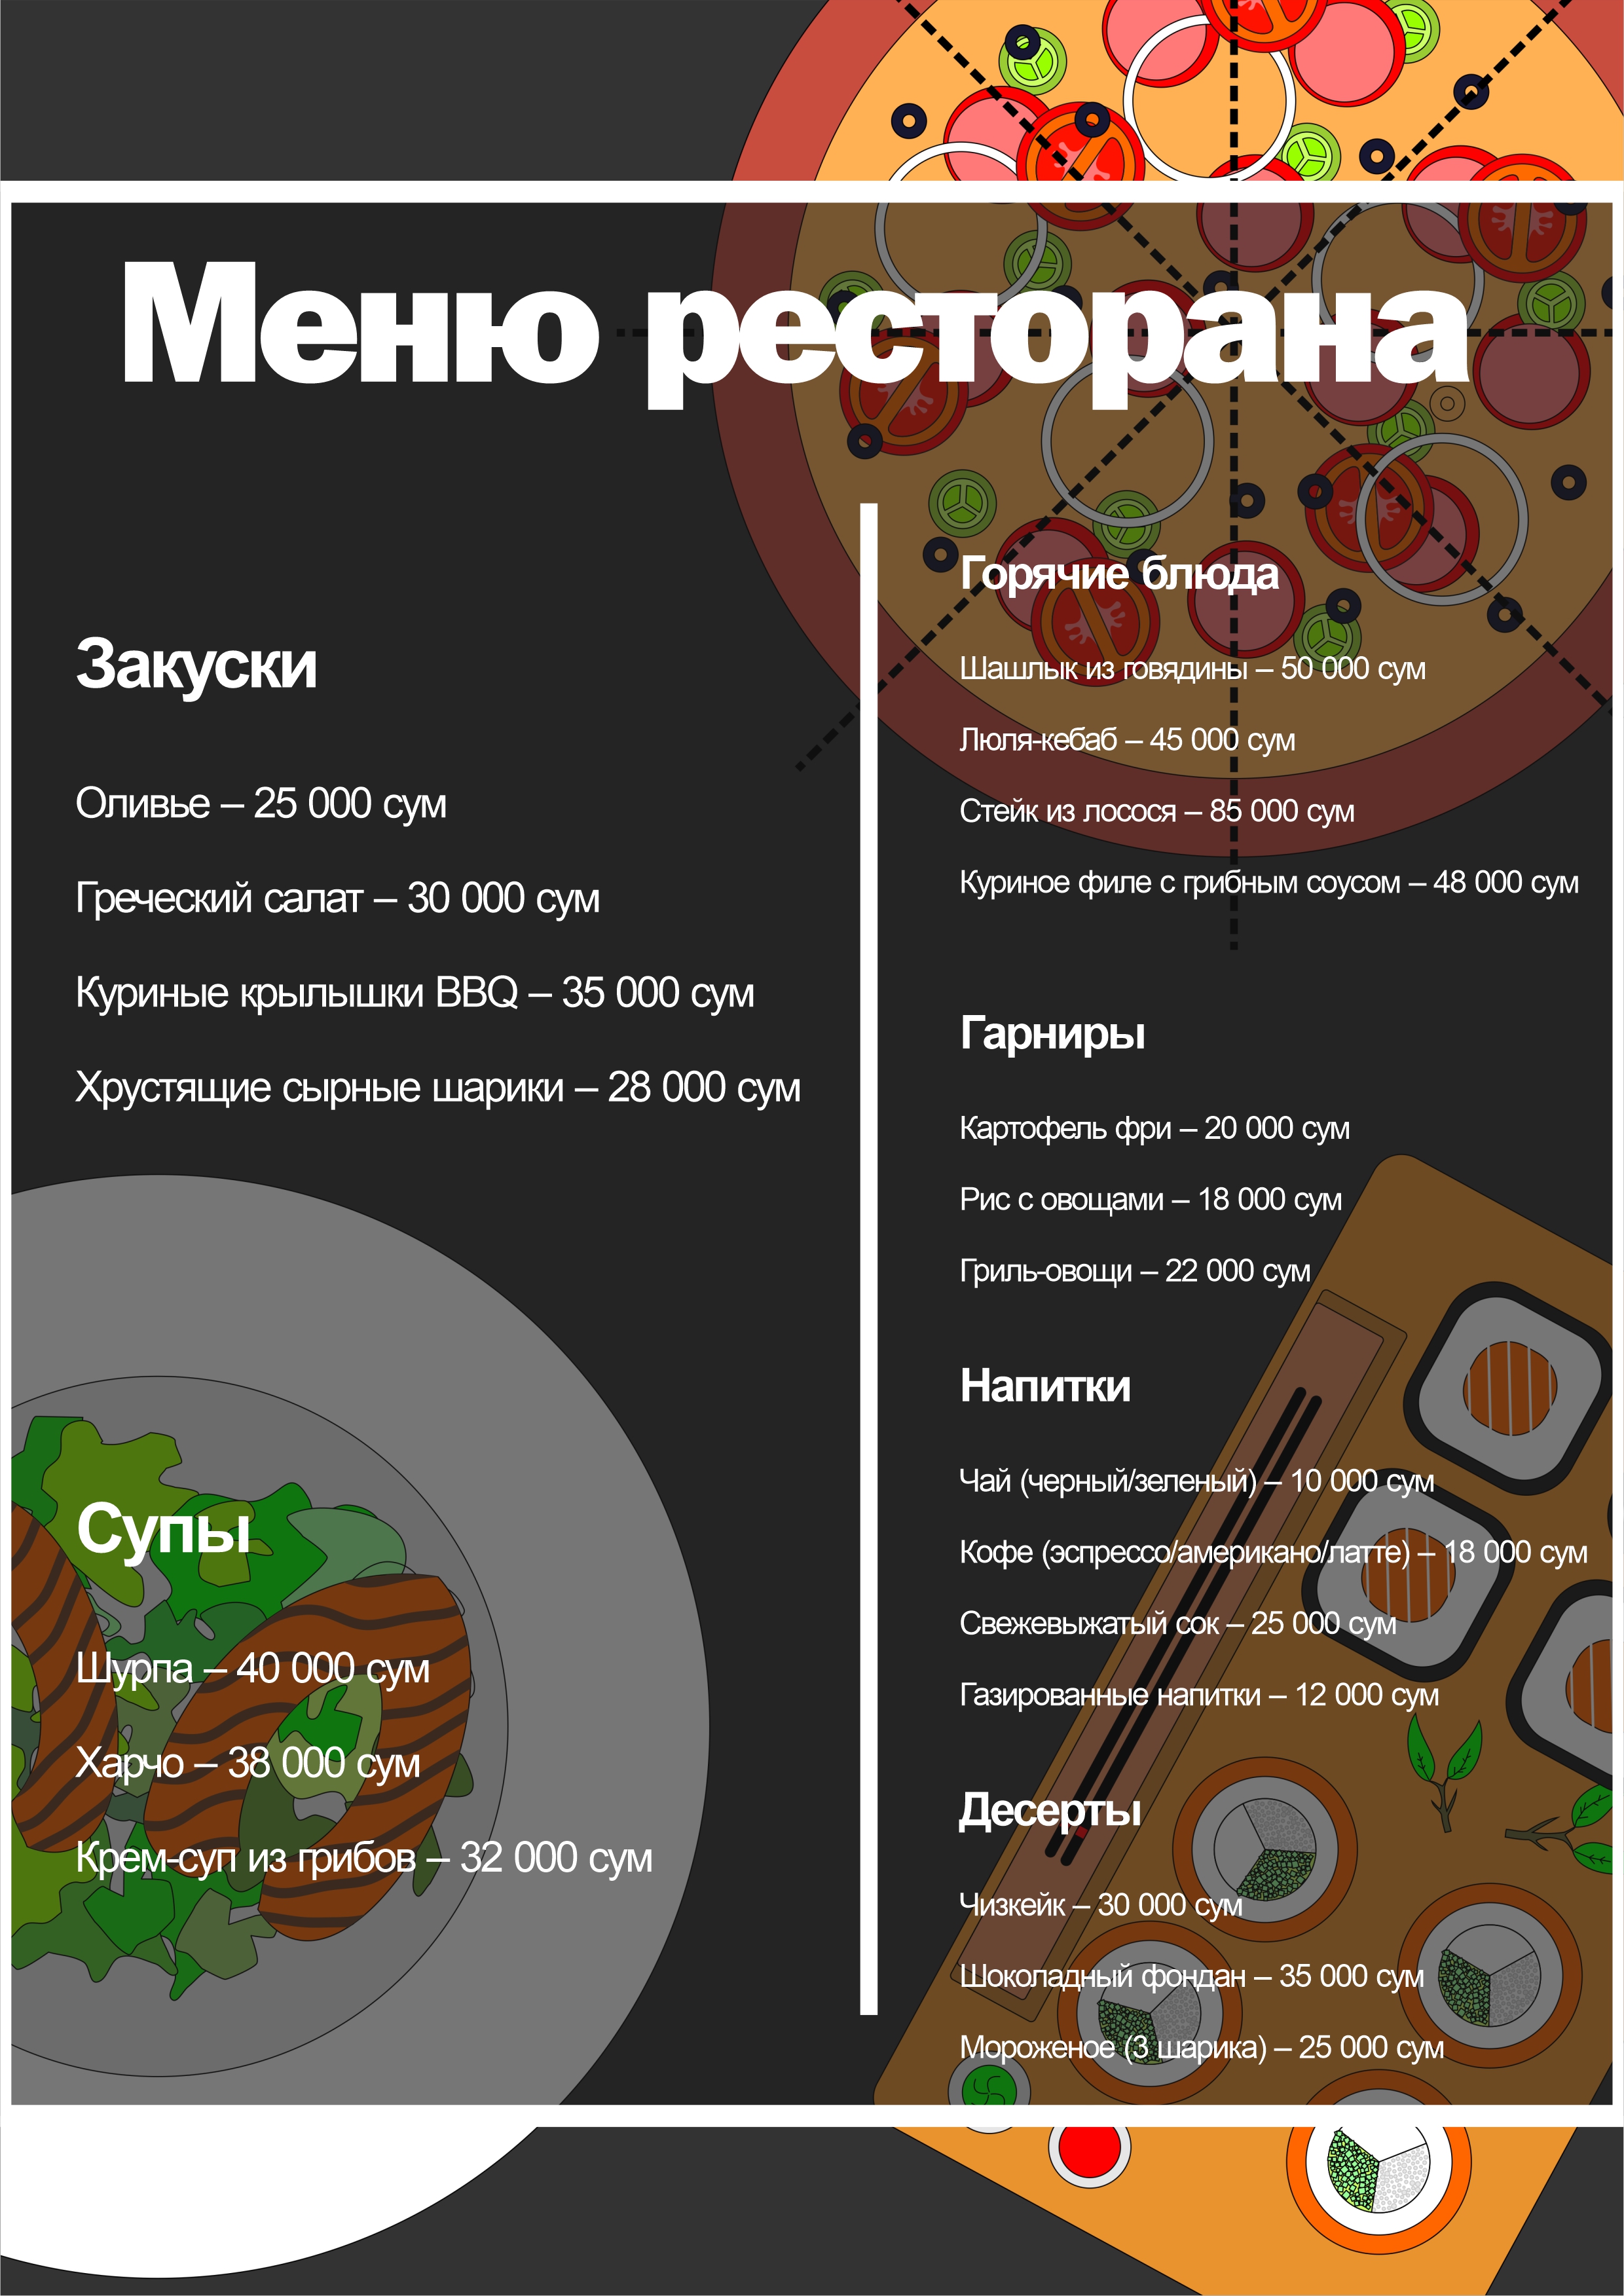 Меню ресторана
Закуски
Оливье – 25 000 сум
Греческий салат – 30 000 сум
Куриные крылышки BBQ – 35 000 сум
Хрустящие сырные шарики – 28 000 сум
Супы
Шурпа – 40 000 сум
Харчо – 38 000 сум
Крем-суп из грибов – 32 000 сум
Горячие блюда
Шашлык из говядины – 50 000 сум
Люля-кебаб – 45 000 сум
Стейк из лосося – 85 000 сум
Куриное филе с грибным соусом – 48 000 сум
Гарниры
Картофель фри – 20 000 сум
Рис с овощами – 18 000 сум
Гриль-овощи – 22 000 сум
Напитки
Чай (черный/зеленый) – 10 000 сум
Кофе (эспрессо/американо/латте) – 18 000 сум
Свежевыжатый сок – 25 000 сум
Газированные напитки – 12 000 сум
Десерты
Чизкейк – 30 000 сум
Шоколадный фондан – 35 000 сум
Мороженое (3 шарика) – 25 000 сум